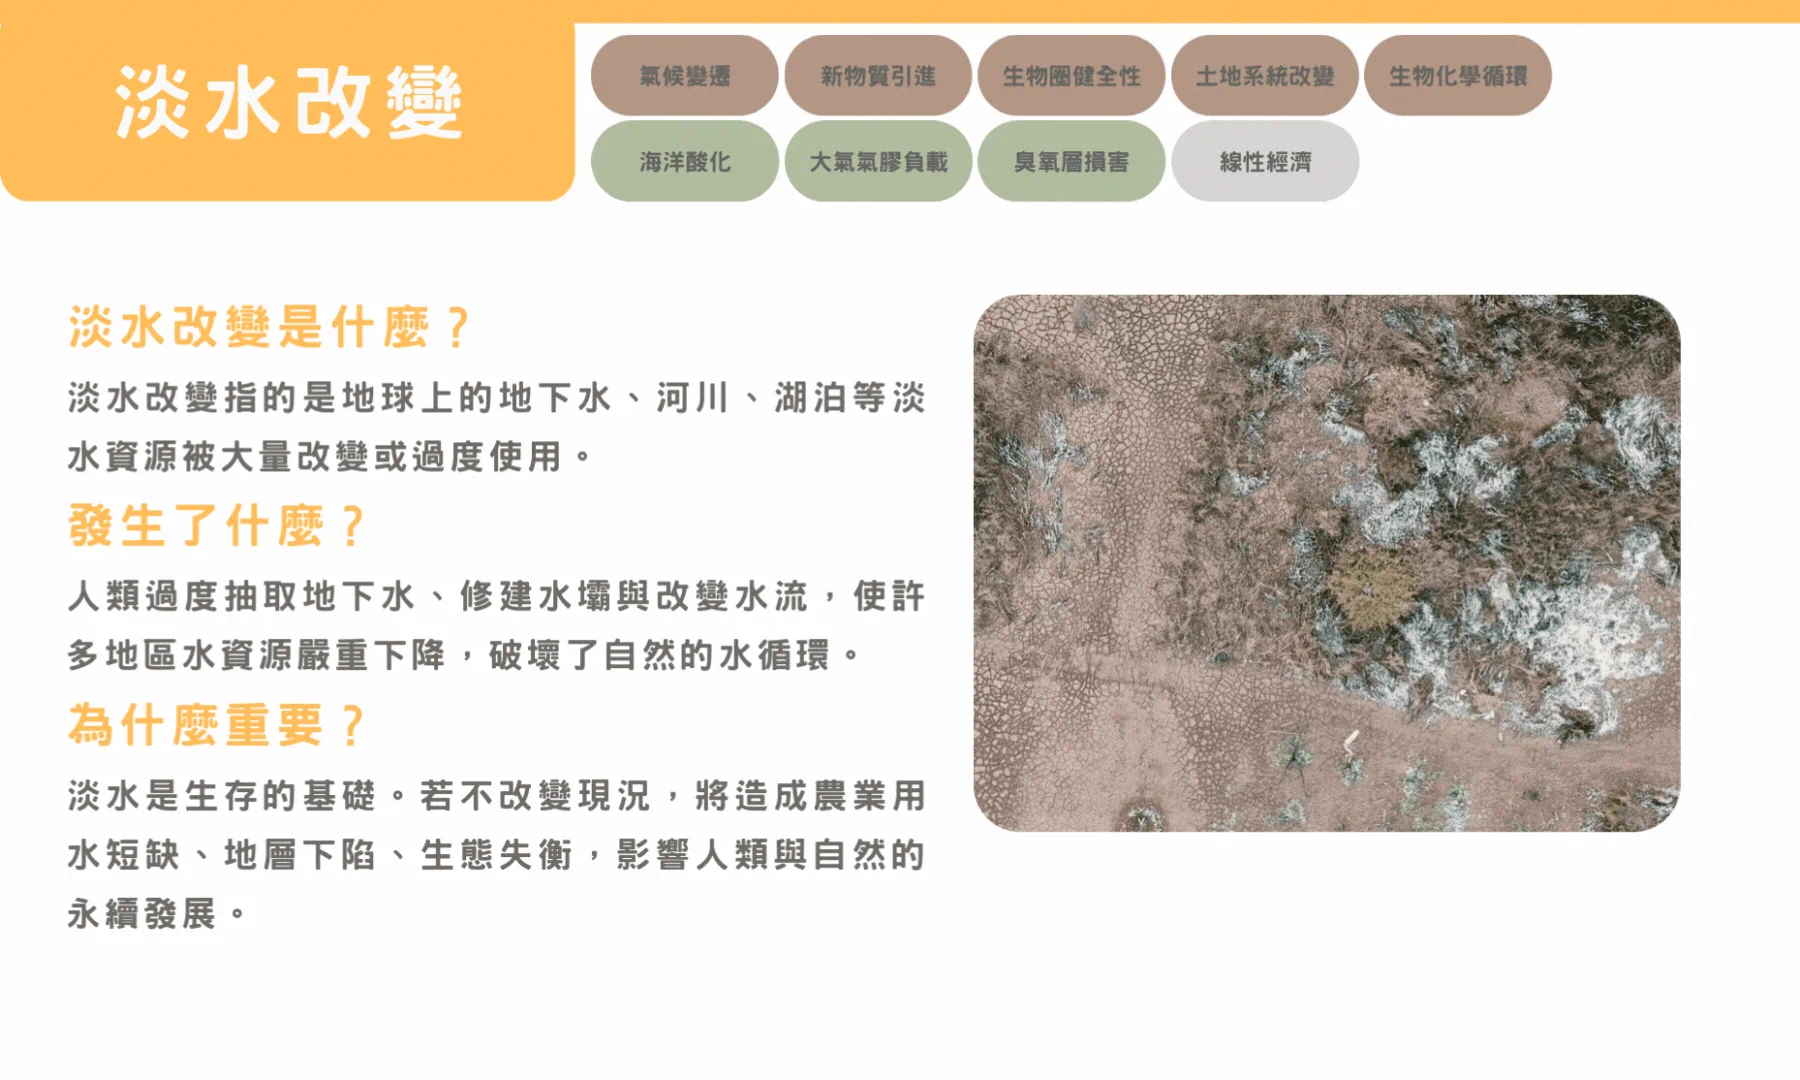 淡水改變
氣候變遷
新物質引進
生物圈健全性
土地系統改變
生物化學循環
海洋酸化
大氣氣膠負載
臭氧層損害
線性經濟
淡水改變是什麼？
淡水改變指的是地球上的地下水、河川、湖泊等淡
水資源被大量改變或過度使用。
發生了什麼？
人類過度抽取地下水、修建水壩與改變水流，使許
多地區水資源嚴重下降，破壞了自然的水循環。
為什麼重要？
淡水是生存的基礎。若不改變現況，將造成農業用
水短缺、地層下陷、生態失衡，影響人類與自然的
永續發展。